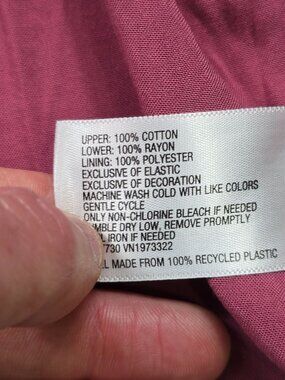 UPPER: 100% COTTON
LOWER: 100% RAYON
LINING: 100% POLYESTER
EXCLUSIVE OF ELASTIC
EXCLUSIVE OF DECORATION
MACHINE WASH COLD WITH LIKE COLORS
GENTLE CYCLE
ONLY NON-CHLORINE BLEACH IF NEEDED
DRY LOW, REMOVE PROMPTLY
IRON IF NEEDED
VN1973322
MADE FROM 100% RECYCLED PLASTIC